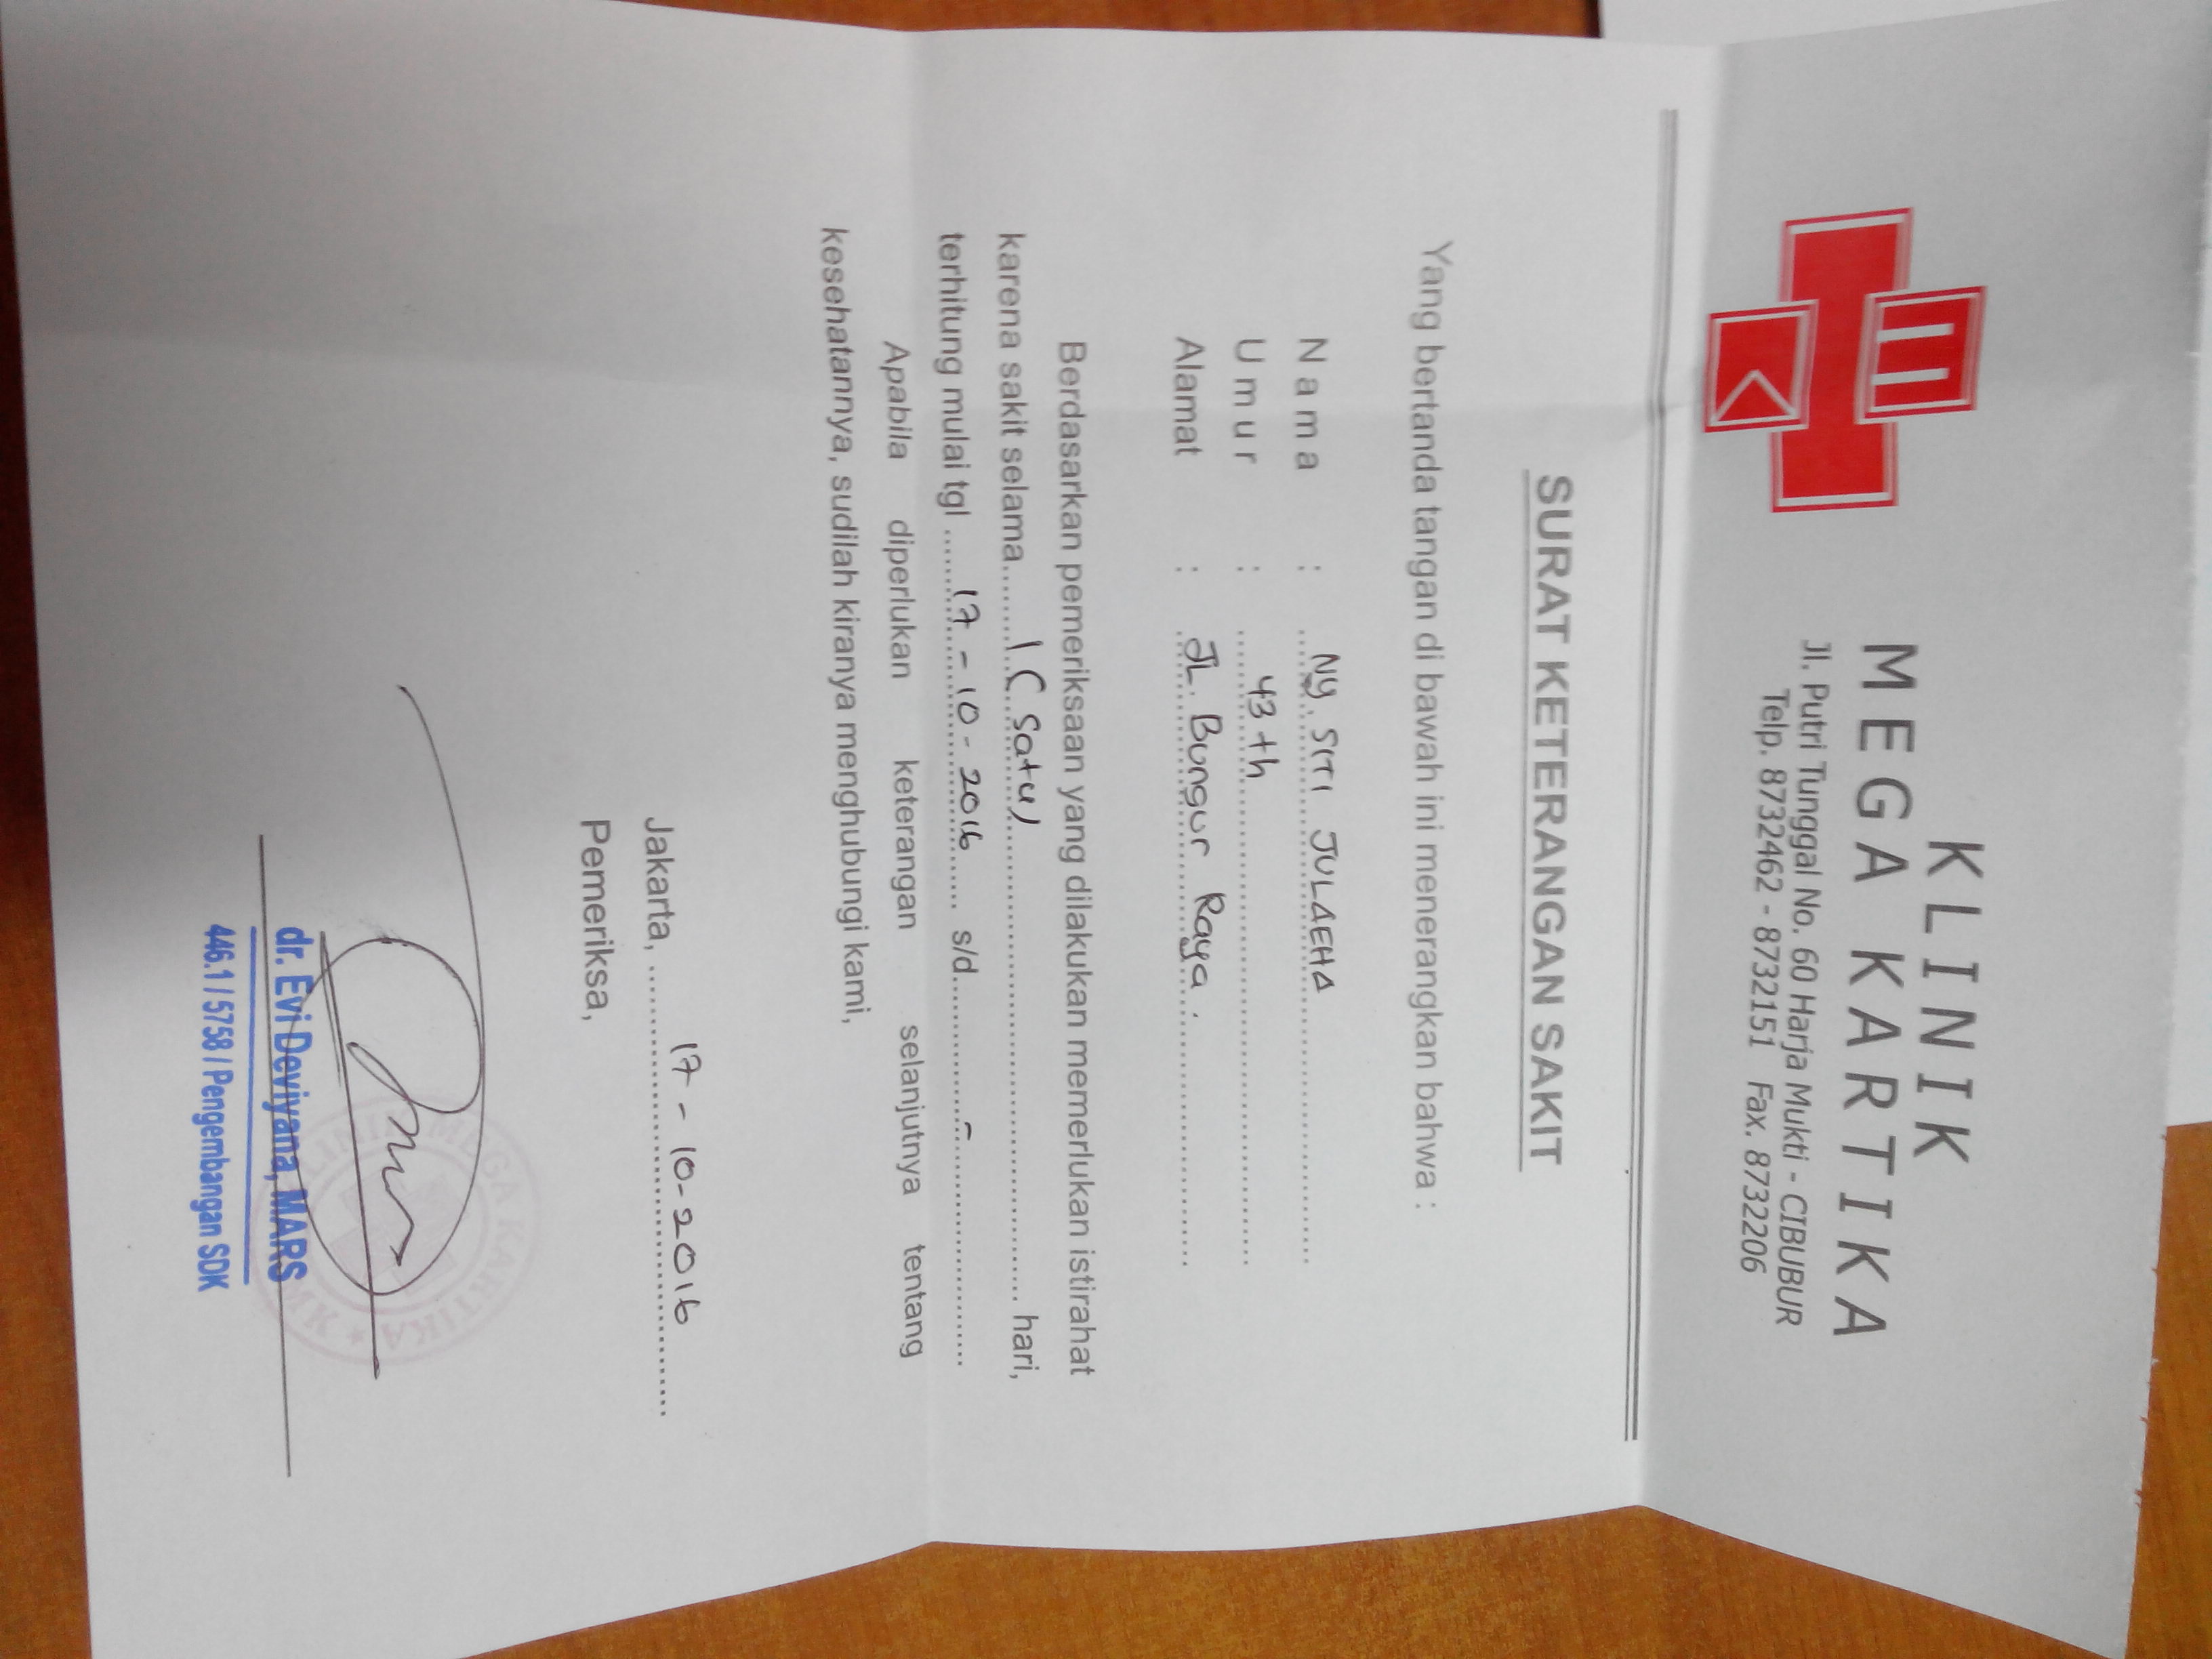 mk
KLINIK
MEGA KARTIKA
Jl. Putri Tunggal No. 60 Harja Mukti - CIBUBUR
Telp. 8732462 - 8732151 Fax. 8732206
SURAT KETERANGAN SAKIT
Yang bertanda tangan di bawah ini menerangkan bahwa :
Nama : Ny. SITI JULAEHA
Umur : 43 th
Alamat : JL. Bungur Raya.
Berdasarkan pemeriksaan yang dilakukan memerlukan istirahat
karena sakit selama 1 (Satu) hari,
terhitung mulai tgl 17 - 10 - 2016 s/d. -
Apabila diperlukan keterangan selanjutnya tentang
kesehatannya, sudilah kiranya menghubungi kami,
Jakarta, 17 - 10 - 2016
Pemeriksa,
KLINIK MEGA KARTIKA
MK
dr. Evi Deviyana, MARS
446.1 / 5758 / Pengembangan SDK